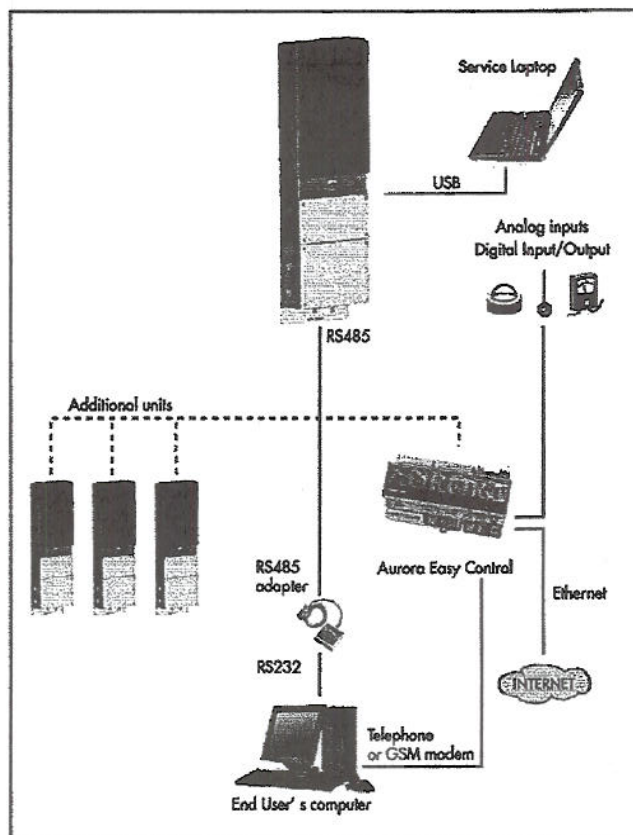 Service Laptop
USB
Analog inputs
Digital Input/Output
RS485
Additional units
RS485
adapter
Aurora Easy Control
Ethernet
RS232
INTERNET
Telephone
or GSM modem
End User' s computer